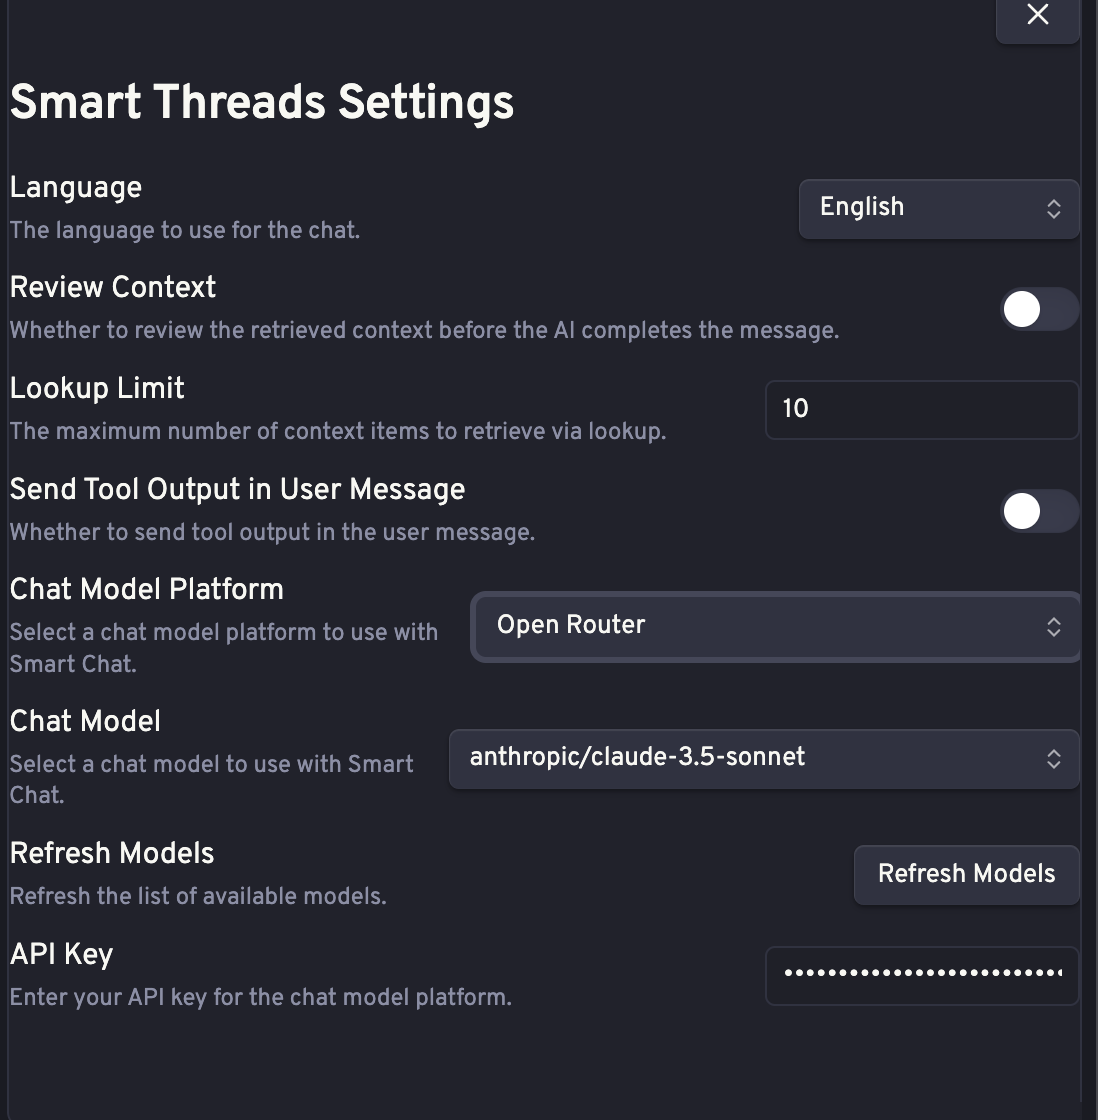 Smart Threads Settings
Language
The language to use for the chat.
English
Review Context
Whether to review the retrieved context before the AI completes the message.
Lookup Limit
The maximum number of context items to retrieve via lookup.
10
Send Tool Output in User Message
Whether to send tool output in the user message.
Chat Model Platform
Select a chat model platform to use with
Smart Chat.
Open Router
Chat Model
Select a chat model to use with Smart
Chat.
anthropic/claude-3.5-sonnet
Refresh Models
Refresh the list of available models.
Refresh Models
API Key
Enter your API key for the chat model platform.